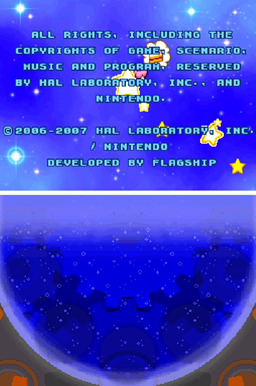 ALL RIGHTS, INCLUDING THE
COPYRIGHTS OF GAME, SCENARIO,
MUSIC AND PROGRAM, RESERVED
BY HAL LABORATORY, INC., AND
NINTENDO.
©2006-2007 HAL LABORATORY, INC.
/ NINTENDO
DEVELOPED BY FLAGSHIP